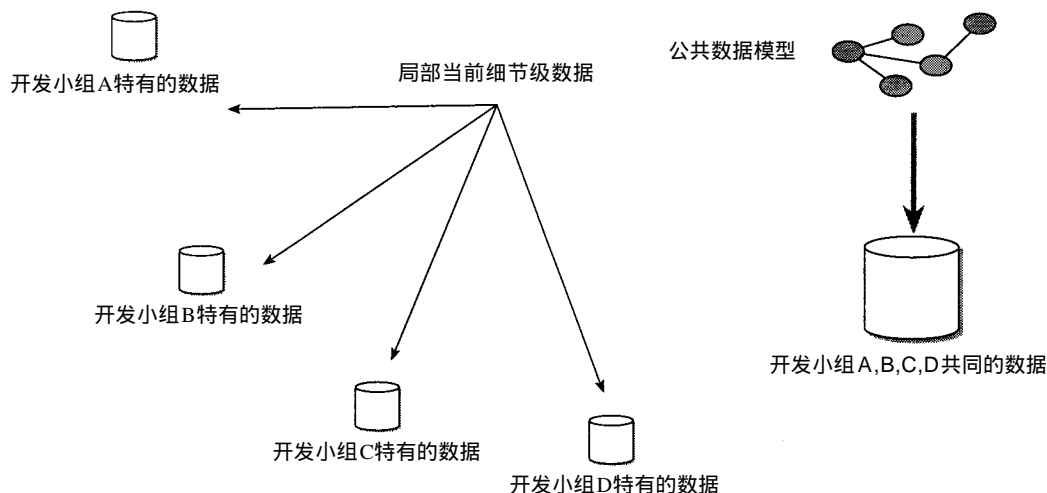 开发小组A特有的数据
局部当前细节级数据
公共数据模型
开发小组B特有的数据
开发小组A,B,C,D共同的数据
开发小组C特有的数据
开发小组D特有的数据